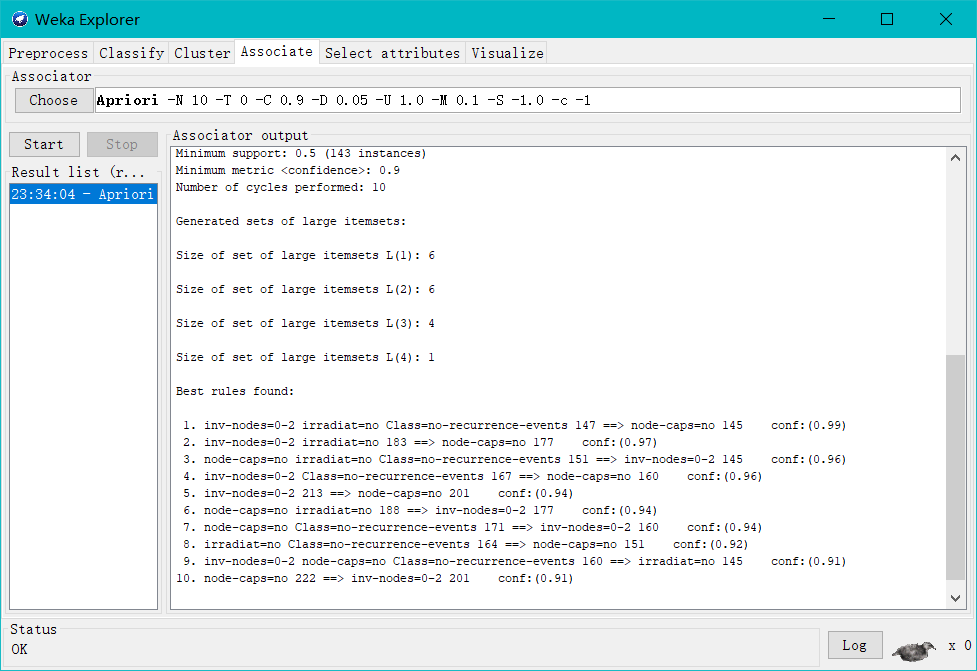 Weka Explorer
Preprocess Classify Cluster Associate Select attributes Visualize
Associator
Choose Apriori -N 10 -T 0 -C 0.9 -D 0.05 -U 1.0 -M 0.1 -S -1.0 -c -1
Start Stop
Result list (r...
23:34:04 - Apriori
Associator output
Minimum support: 0.5 (143 instances)
Minimum metric <confidence>: 0.9
Number of cycles performed: 10
Generated sets of large itemsets:
Size of set of large itemsets L(1): 6
Size of set of large itemsets L(2): 6
Size of set of large itemsets L(3): 4
Size of set of large itemsets L(4): 1
Best rules found:
1. inv-nodes=0-2 irradiat=no Class=no-recurrence-events 147 ==> node-caps=no 145    conf:(0.99)
2. inv-nodes=0-2 irradiat=no 183 ==> node-caps=no 177    conf:(0.97)
3. node-caps=no irradiat=no Class=no-recurrence-events 151 ==> inv-nodes=0-2 145    conf:(0.96)
4. inv-nodes=0-2 Class=no-recurrence-events 167 ==> node-caps=no 160    conf:(0.96)
5. inv-nodes=0-2 213 ==> node-caps=no 201    conf:(0.94)
6. node-caps=no irradiat=no 188 ==> inv-nodes=0-2 177    conf:(0.94)
7. node-caps=no Class=no-recurrence-events 171 ==> inv-nodes=0-2 160    conf:(0.94)
8. irradiat=no Class=no-recurrence-events 164 ==> node-caps=no 151    conf:(0.92)
9. inv-nodes=0-2 node-caps=no Class=no-recurrence-events 160 ==> irradiat=no 145    conf:(0.91)
10. node-caps=no 222 ==> inv-nodes=0-2 201    conf:(0.91)
Status
OK
Log
x 0